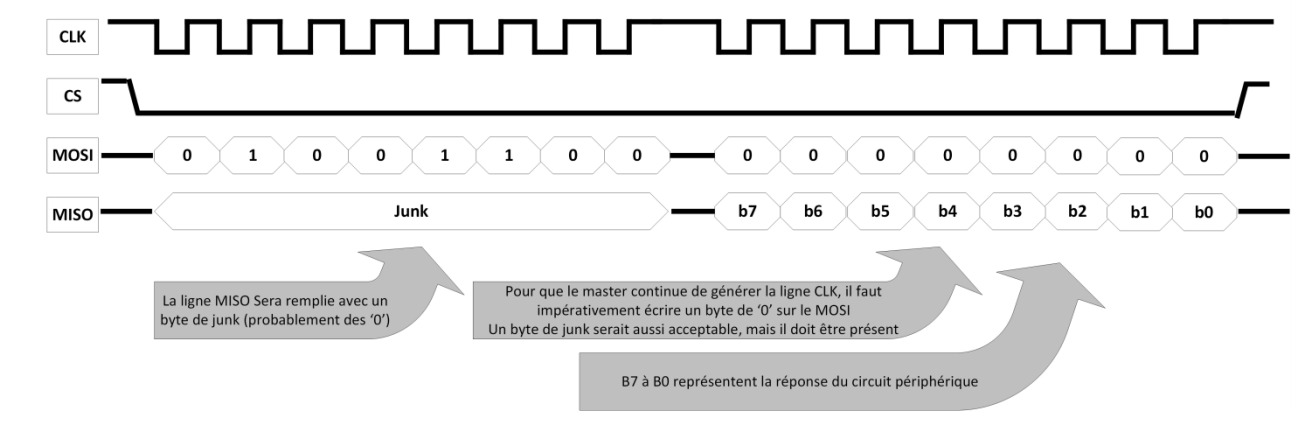 CLK
CS
MOSI 0 1 0 0 1 1 0 0 0 0 0 0 0 0 0 0
MISO Junk b7 b6 b5 b4 b3 b2 b1 b0
La ligne MISO Sera remplie avec un
byte de junk (probablement des ‘0’)
Pour que le master continue de générer la ligne CLK, il faut
impérativement écrire un byte de ‘0’ sur le MOSI
Un byte de junk serait aussi acceptable, mais il doit être présent
B7 à B0 représentent la réponse du circuit périphérique